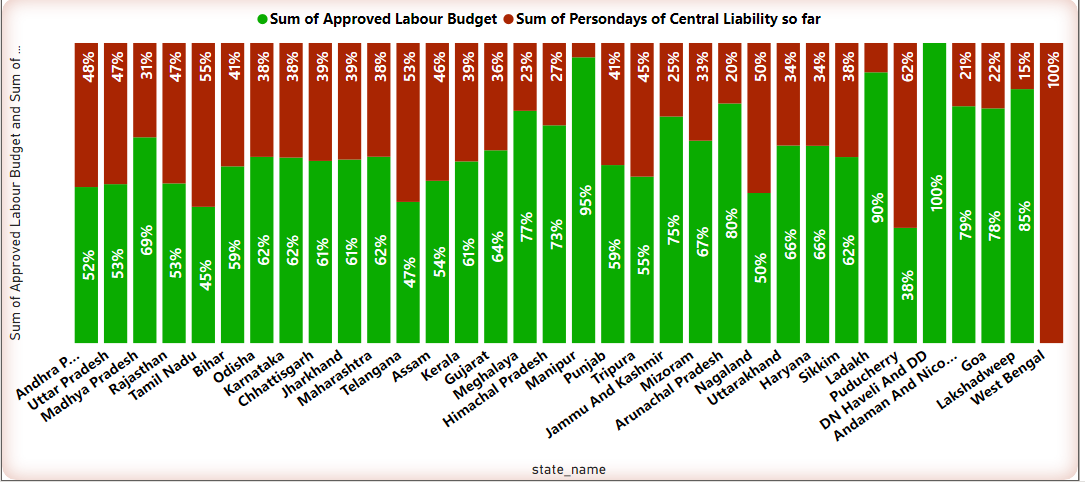 Sum of Approved Labour Budget Sum of Persondays of Central Liability so far
Sum of Approved Labour Budget and Sum of ...
48% 47% 31% 47% 55% 41% 38% 38% 39% 39% 38% 53% 46% 39% 36% 23% 27% 41% 45% 25% 33% 20% 50% 34% 34% 38% 62% 21% 22% 15% 100%
52% 53% 69% 53% 45% 59% 62% 62% 61% 61% 62% 47% 54% 61% 64% 77% 73% 95% 59% 55% 75% 67% 80% 50% 66% 66% 62% 90% 38% 100% 79% 78% 85%
Andhra P...
Uttar Pradesh
Madhya Pradesh
Rajasthan
Tamil Nadu
Bihar
Odisha
Karnataka
Chhattisgarh
Jharkhand
Maharashtra
Telangana
Assam
Kerala
Gujarat
Meghalaya
Himachal Pradesh
Manipur
Punjab
Tripura
Jammu And Kashmir
Mizoram
Arunachal Pradesh
Nagaland
Uttarakhand
Haryana
Sikkim
Ladakh
Puducherry
DN Haveli And DD
Andaman And Nico...
Goa
Lakshadweep
West Bengal
state_name